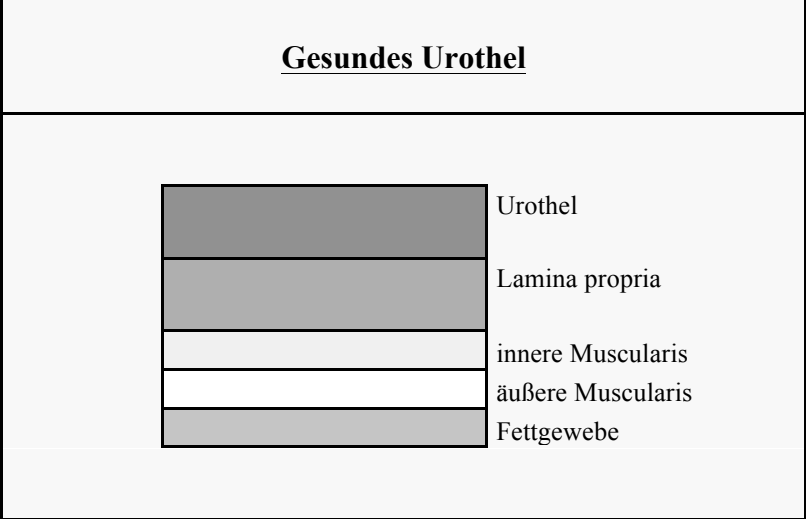 Gesundes Urothel
Urothel
Lamina propria
innere Muscularis
äußere Muscularis
Fettgewebe